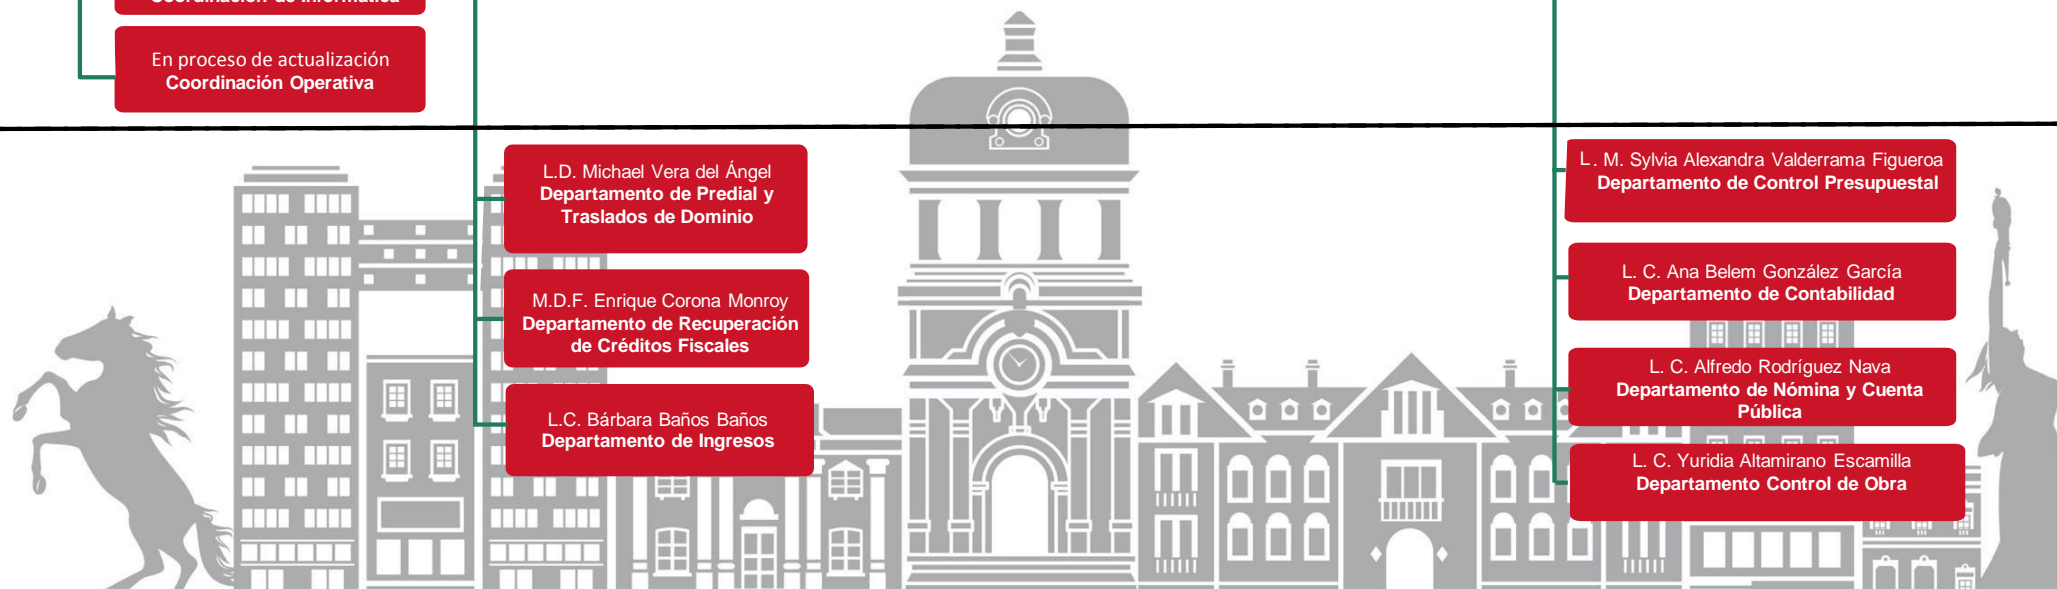 Coordinación de Informática
En proceso de actualización
Coordinación Operativa
L.D. Michael Vera del Ángel
Departamento de Predial y
Traslados de Dominio
M.D.F. Enrique Corona Monroy
Departamento de Recuperación
de Créditos Fiscales
L.C. Bárbara Baños Baños
Departamento de Ingresos
L . M. Sylvia Alexandra Valderrama Figueroa
Departamento de Control Presupuestal
L. C. Ana Belem González García
Departamento de Contabilidad
L. C. Alfredo Rodríguez Nava
Departamento de Nómina y Cuenta
Pública
L. C. Yuridia Altamirano Escamilla
Departamento Control de Obra